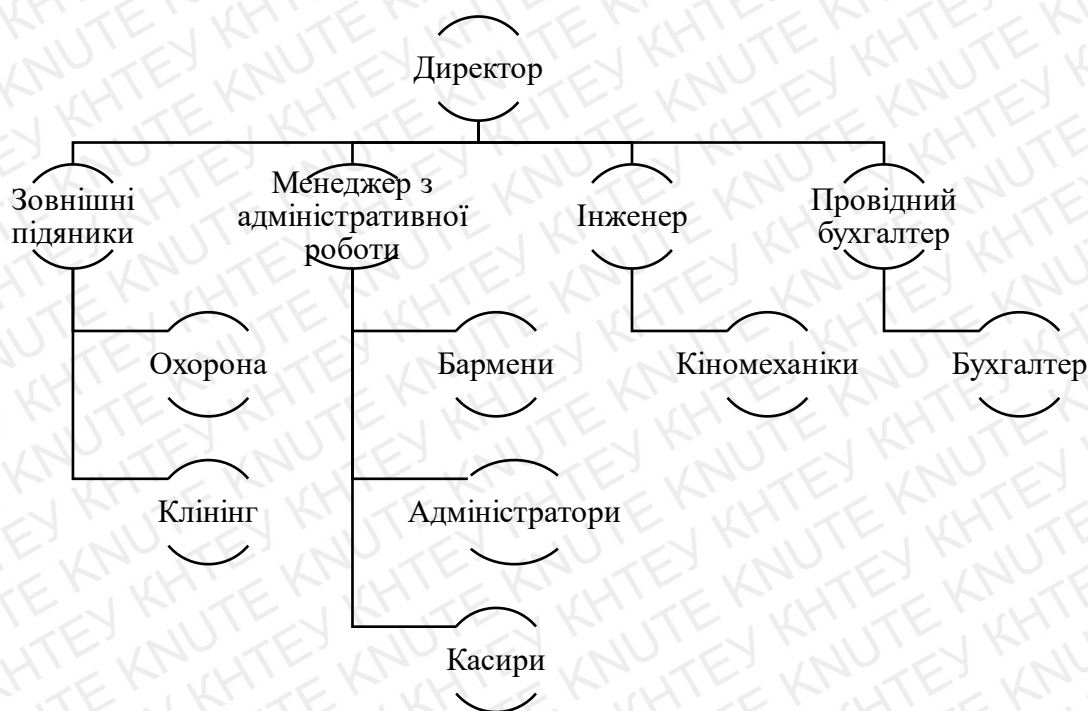 Директор
Зовнішні
підяники
Менеджер з
адміністративної
роботи
Інженер
Провідний
бухгалтер
Охорона
Бармени
Кіномеханіки
Бухгалтер
Клінінг
Адміністратори
Касири